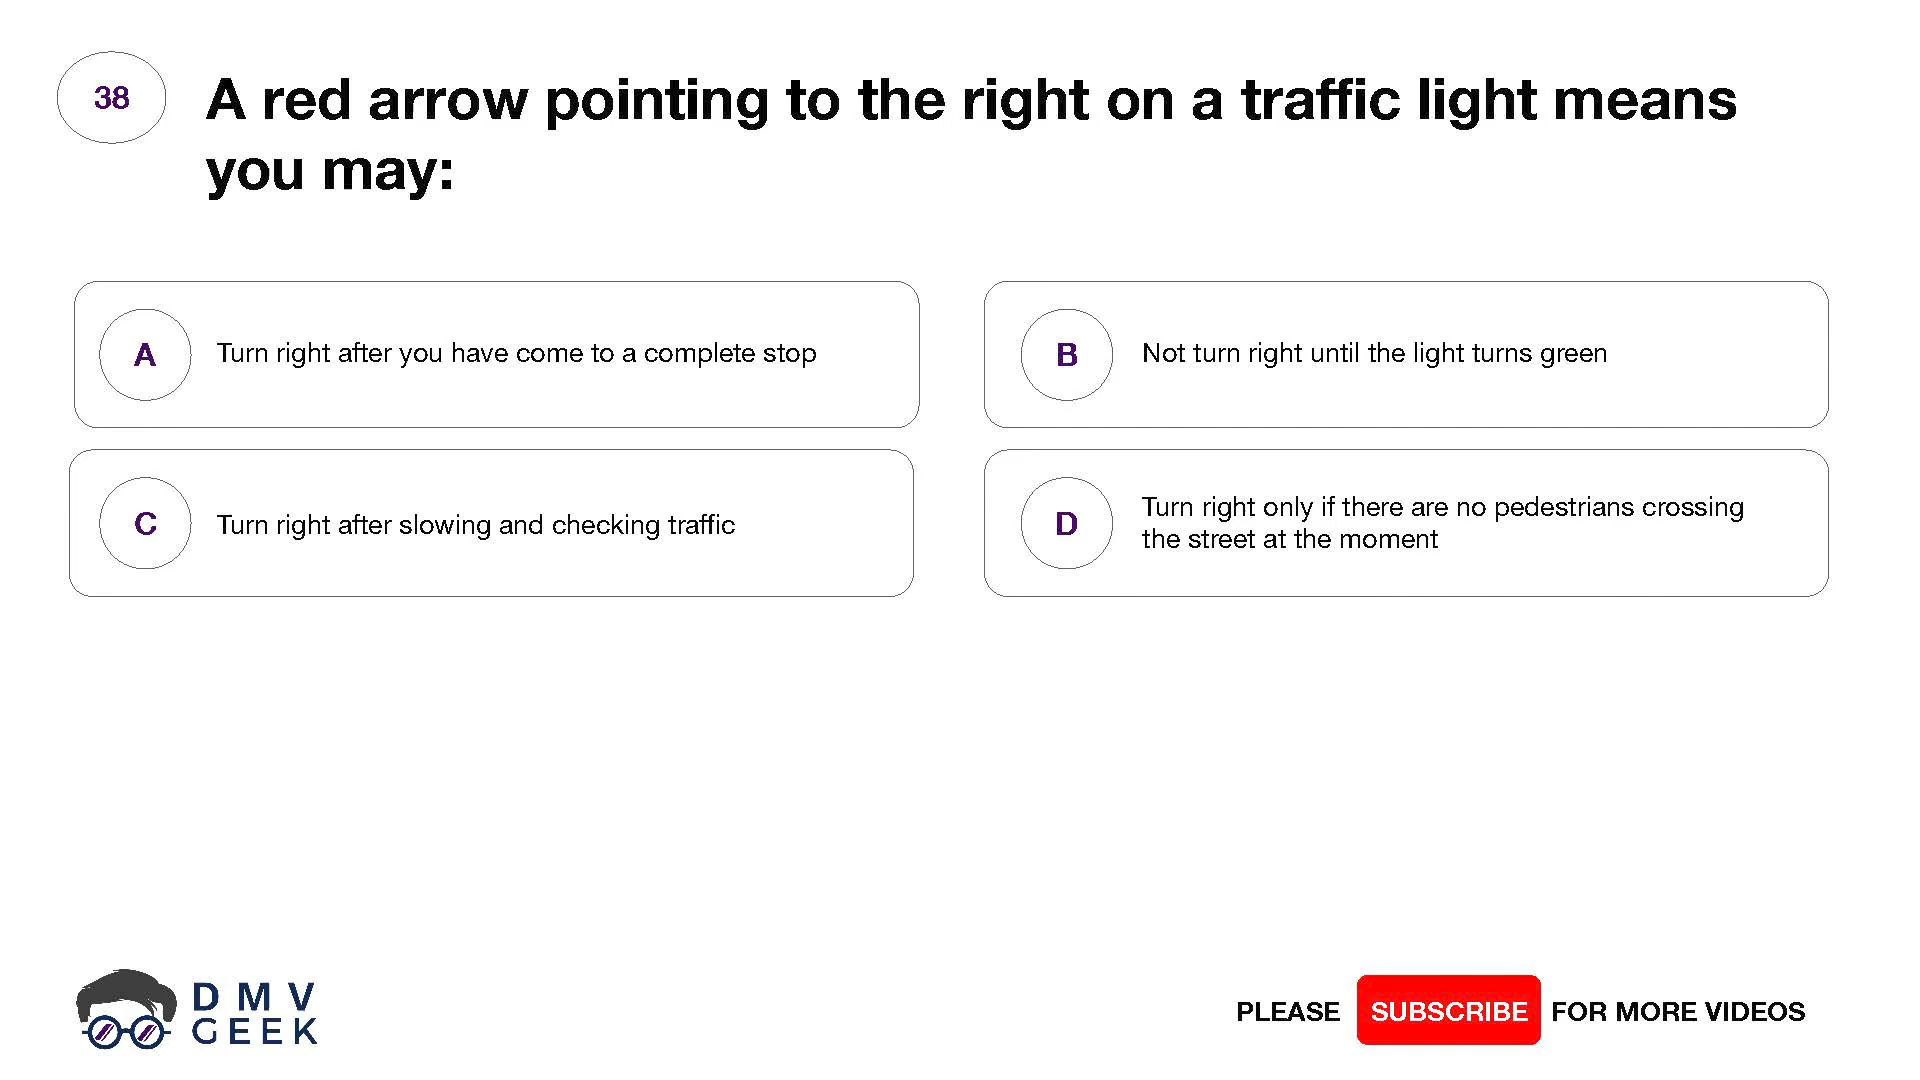 38
A red arrow pointing to the right on a traffic light means
you may:
A
Turn right after you have come to a complete stop
B
Not turn right until the light turns green
C
Turn right after slowing and checking traffic
D
Turn right only if there are no pedestrians crossing
the street at the moment
DMV
GEEK
PLEASE SUBSCRIBE FOR MORE VIDEOS